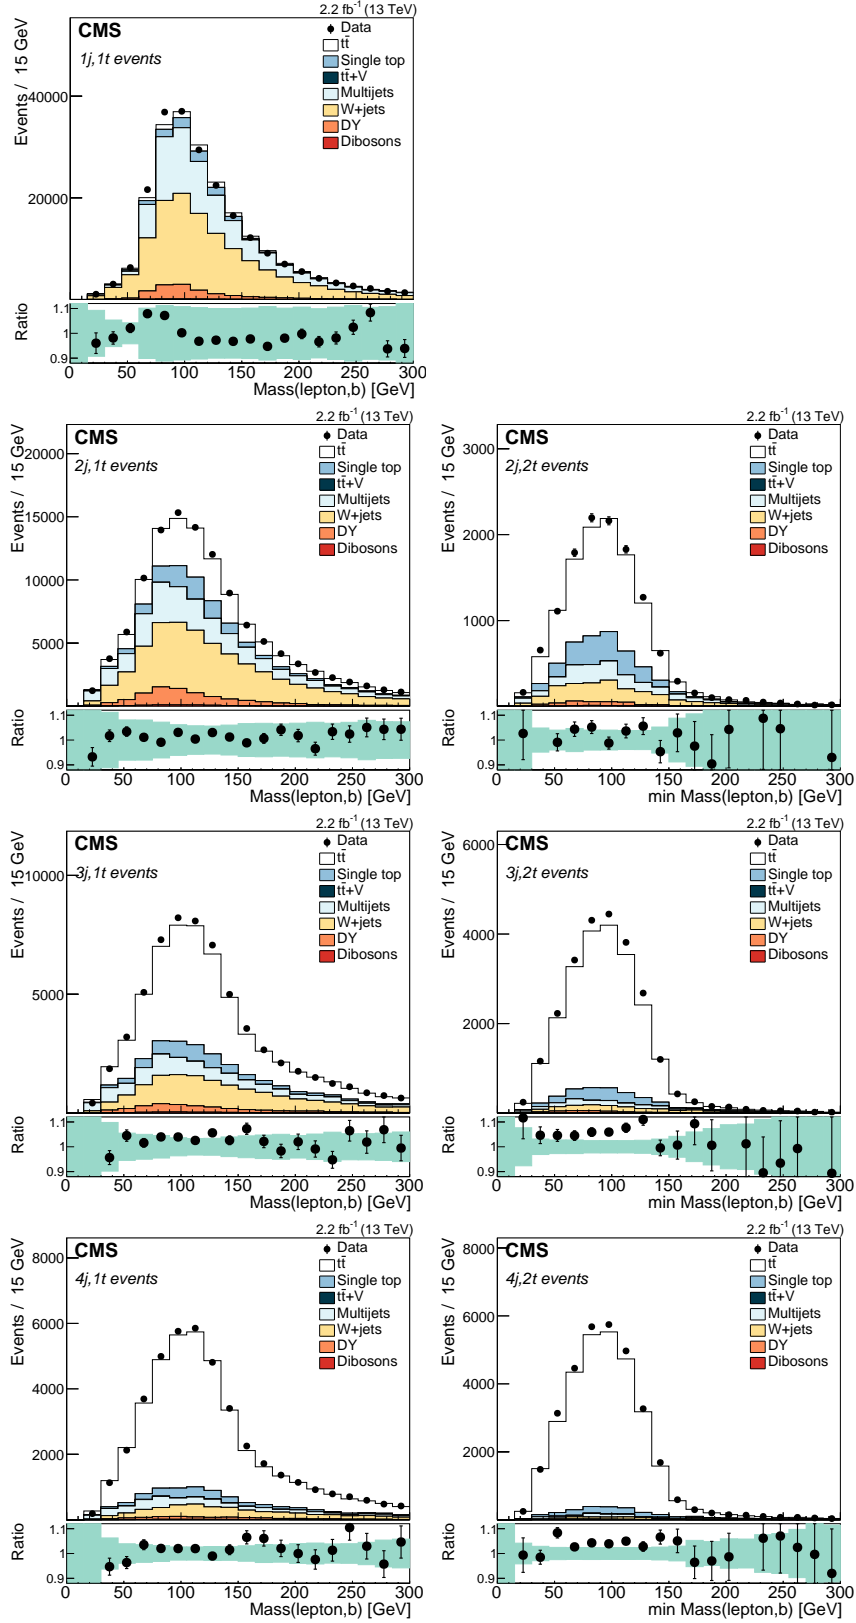 2.2 fb⁻¹ (13 TeV)
CMS
1j,1t events
Data
tt̄
Single top
tt̄+V
Multijets
W+jets
DY
Dibosons
Events / 15 GeV
40000
20000
Ratio
1.1
1
0.9
0 50 100 150 200 250 300
Mass(lepton,b) [GeV]
2.2 fb⁻¹ (13 TeV)
CMS
2j,1t events
Data
tt̄
Single top
tt̄+V
Multijets
W+jets
DY
Dibosons
Events / 15 GeV
20000
15000
10000
5000
Ratio
1.1
1
0.9
0 50 100 150 200 250 300
Mass(lepton,b) [GeV]
2.2 fb⁻¹ (13 TeV)
CMS
2j,2t events
Data
tt̄
Single top
tt̄+V
Multijets
W+jets
DY
Dibosons
Events / 15 GeV
3000
2000
1000
Ratio
1.1
1
0.9
0 50 100 150 200 250 300
min Mass(lepton,b) [GeV]
2.2 fb⁻¹ (13 TeV)
CMS
3j,1t events
Data
tt̄
Single top
tt̄+V
Multijets
W+jets
DY
Dibosons
Events / 15 GeV
10000
5000
Ratio
1.1
1
0.9
0 50 100 150 200 250 300
Mass(lepton,b) [GeV]
2.2 fb⁻¹ (13 TeV)
CMS
3j,2t events
Data
tt̄
Single top
tt̄+V
Multijets
W+jets
DY
Dibosons
Events / 15 GeV
6000
4000
2000
Ratio
1.1
1
0.9
0 50 100 150 200 250 300
min Mass(lepton,b) [GeV]
2.2 fb⁻¹ (13 TeV)
CMS
4j,1t events
Data
tt̄
Single top
tt̄+V
Multijets
W+jets
DY
Dibosons
Events / 15 GeV
8000
6000
4000
2000
Ratio
1.1
1
0.9
0 50 100 150 200 250 300
Mass(lepton,b) [GeV]
2.2 fb⁻¹ (13 TeV)
CMS
4j,2t events
Data
tt̄
Single top
tt̄+V
Multijets
W+jets
DY
Dibosons
Events / 15 GeV
8000
6000
4000
2000
Ratio
1.1
1
0.9
0 50 100 150 200 250 300
min Mass(lepton,b) [GeV]